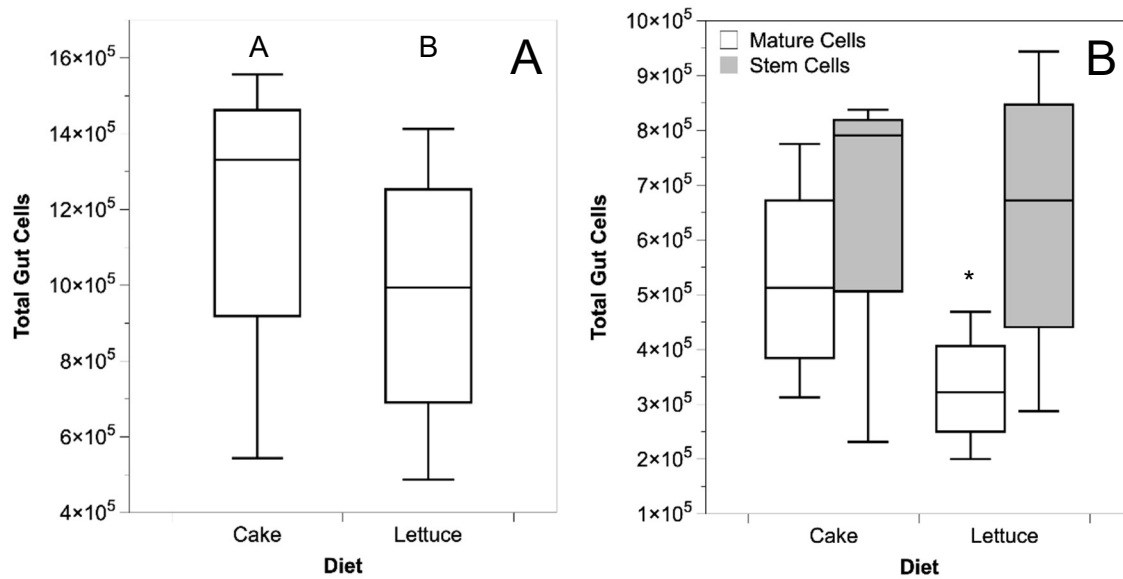 A
A
B
16×10⁵
14×10⁵
12×10⁵
10×10⁵
8×10⁵
6×10⁵
4×10⁵
Total Gut Cells
Cake
Lettuce
Diet
B
Mature Cells
Stem Cells
*
10×10⁵
9×10⁵
8×10⁵
7×10⁵
6×10⁵
5×10⁵
4×10⁵
3×10⁵
2×10⁵
1×10⁵
Total Gut Cells
Cake
Lettuce
Diet